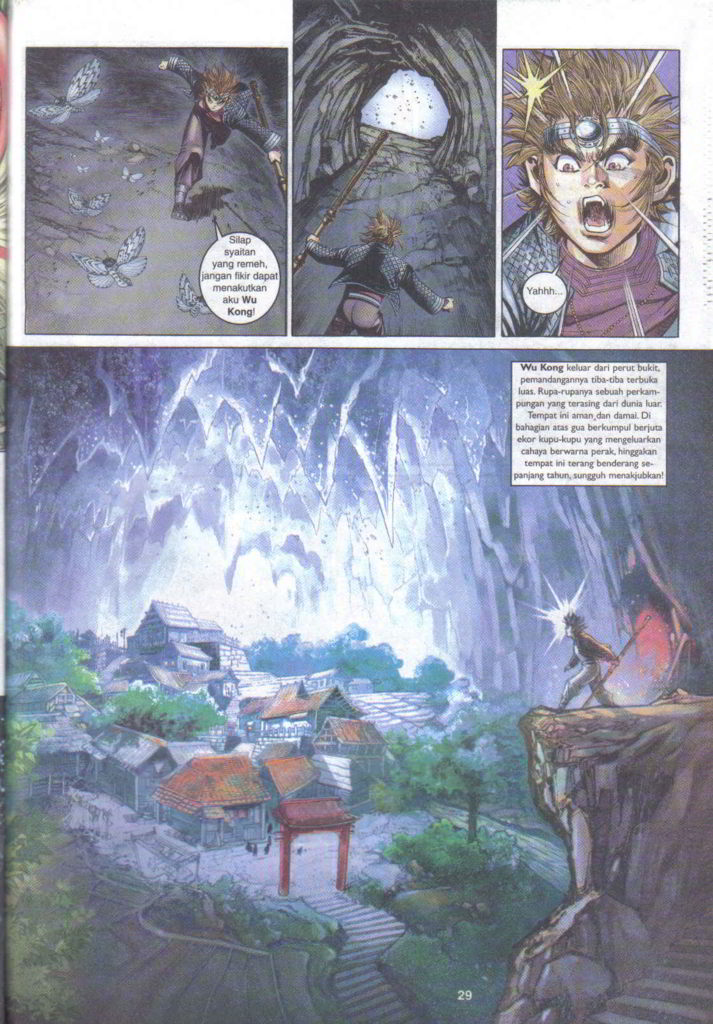 Silap
syaitan
yang remeh,
jangan fikir dapat
menakutkan
aku Wu
Kong!
Yahhh...
Wu Kong keluar dari perut bukit,
pemandangannya tiba-tiba terbuka
luas. Rupa-rupanya sebuah perkam-
pungan yang terasing dari dunia luar.
Tempat ini aman dan damai. Di
bahagian atas gua berkumpul berjuta
ekor kupu-kupu yang mengeluarkan
cahaya berwarna perak, hinggakan
tempat ini terang benderang se-
panjang tahun, sungguh menakjubkan!
29